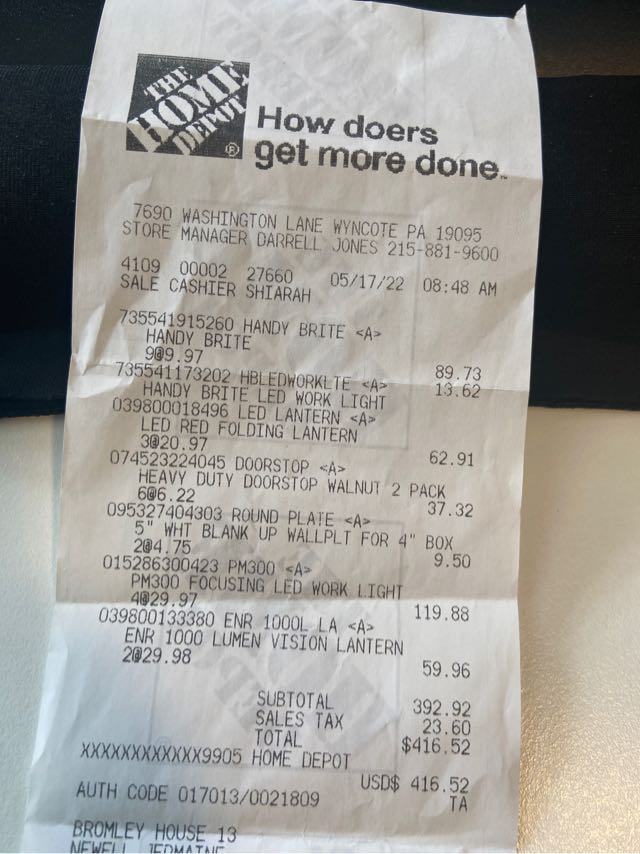 THE
HOME
DEPOT
®
How doers
get more done™
7690 WASHINGTON LANE WYNCOTE PA 19095
STORE MANAGER DARRELL JONES 215-881-9600
4109 00002 27660 05/17/22 08:48 AM
SALE CASHIER SHIARAH
735541915260 HANDY BRITE <A>
HANDY BRITE
9@9.97 89.73
735541173202 HBLEDWORKLTE <A> 13.62
HANDY BRITE LED WORK LIGHT
039800018496 LED LANTERN <A>
LED RED FOLDING LANTERN
3@20.97 62.91
074523224045 DOORSTOP <A>
HEAVY DUTY DOORSTOP WALNUT 2 PACK
6@6.22 37.32
095327404303 ROUND PLATE <A>
5" WHT BLANK UP WALLPLT FOR 4" BOX
2@4.75 9.50
015286300423 PM300 <A>
PM300 FOCUSING LED WORK LIGHT
4@29.97 119.88
039800133380 ENR 1000L LA <A>
ENR 1000 LUMEN VISION LANTERN
2@29.98 59.96
SUBTOTAL 392.92
SALES TAX 23.60
TOTAL $416.52
XXXXXXXXXXXX9905 HOME DEPOT
USD$ 416.52
AUTH CODE 017013/0021809 TA
BROMLEY HOUSE 13
NEWELL JERMAINE